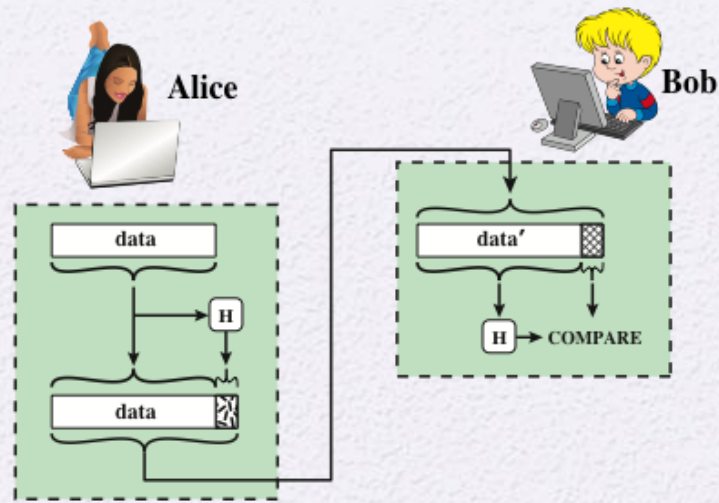 Alice
Bob
data
H
data
data′
H
COMPARE